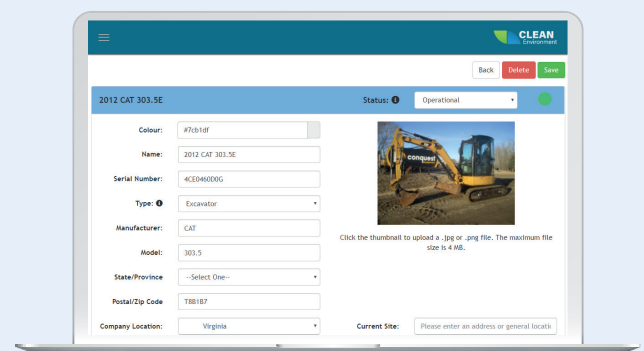 CLEAN
Environment
Back Delete Save
2012 CAT 303.5E Status: Operational
Colour: #7cb1df
Name: 2012 CAT 303.5E
conquest
Serial Number: 4CE0460D0G
Type: Excavator
Manufacturer: CAT
Click the thumbnail to upload a .jpg or .png file. The maximum file
size is 4 MB.
Model: 303.5
State/Province --Select One--
Postal/Zip Code T8B1B7
Company Location: Virginia Current Site: Please enter an address or general locatio